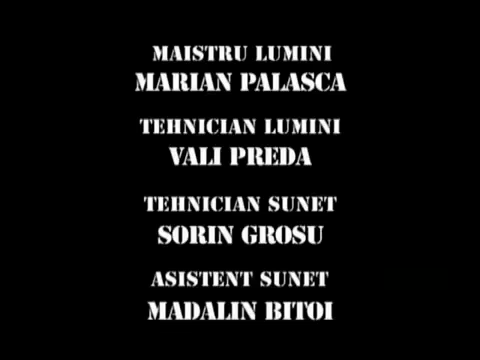 MAISTRU LUMINI
MARIAN PALASCA
TEHNICIAN LUMINI
VALI PREDA
TEHNICIAN SUNET
SORIN GROSU
ASISTENT SUNET
MADALIN BITOI